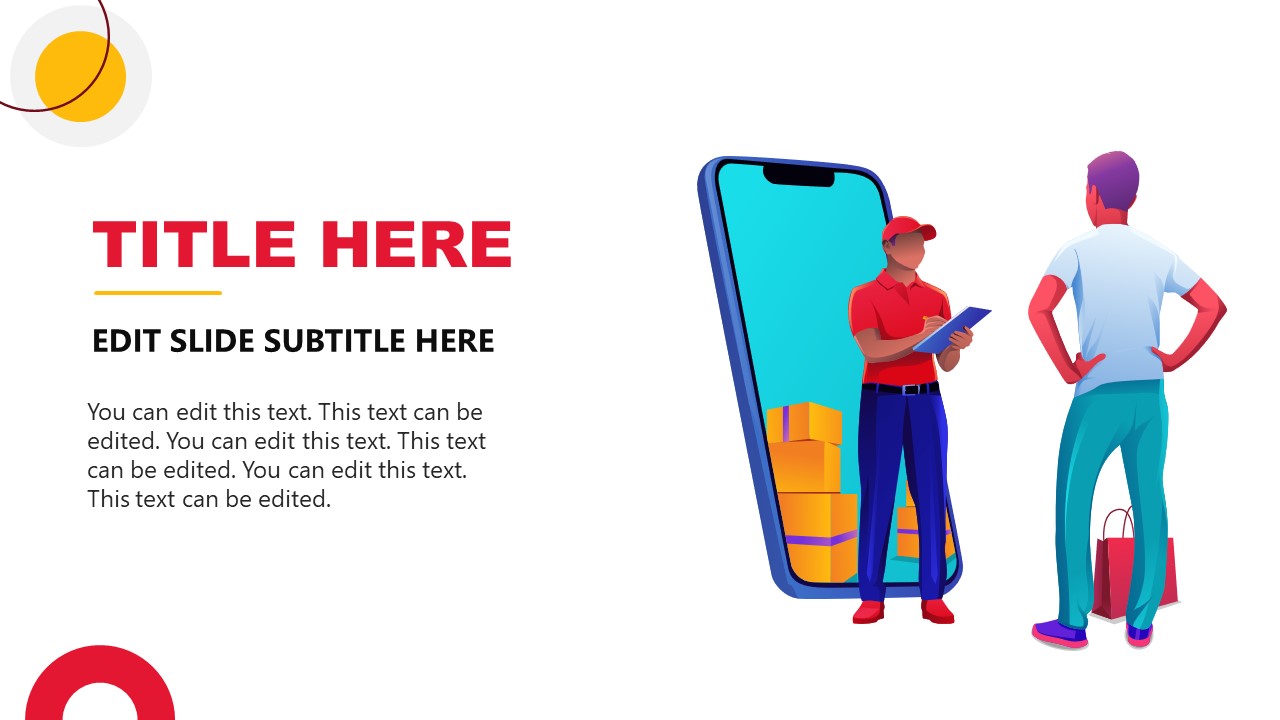 TITLE HERE
EDIT SLIDE SUBTITLE HERE
You can edit this text. This text can be
edited. You can edit this text. This text
can be edited. You can edit this text.
This text can be edited.